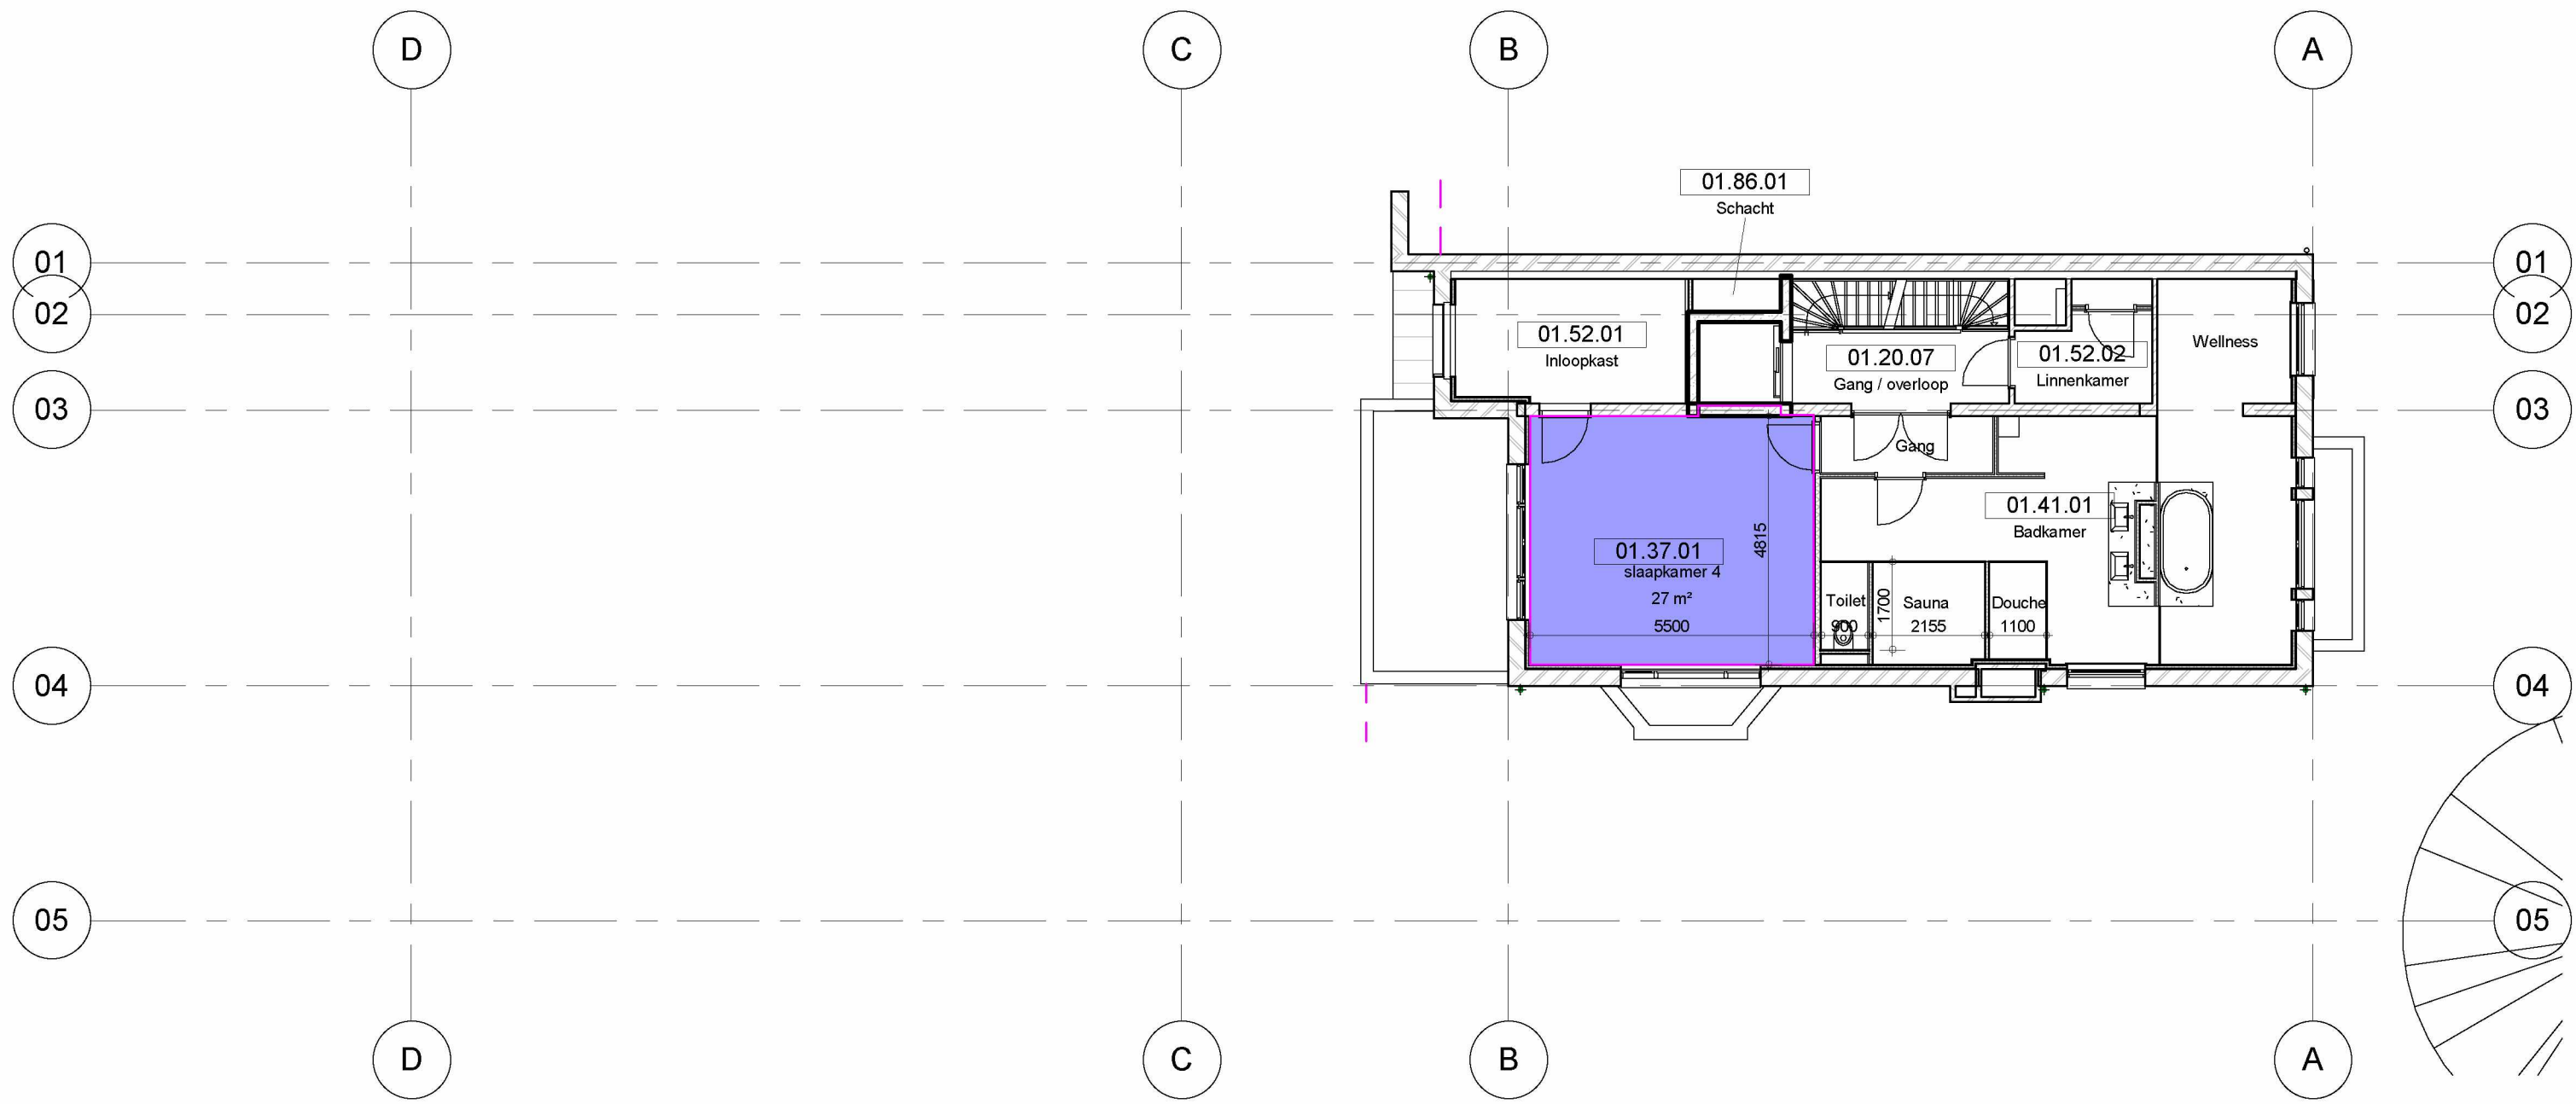 D
C
B
A
01.86.01
Schacht
01
01
02
02
01.52.01
Inloopkast
01.20.07
Gang / overloop
01.52.02
Linnenkamer
Wellness
03
03
Gang
01.41.01
Badkamer
4815
01.37.01
slaapkamer 4
27 m²
5500
Toilet
900
1700
Sauna
2155
Douche
1100
04
04
05
05
D
C
B
A